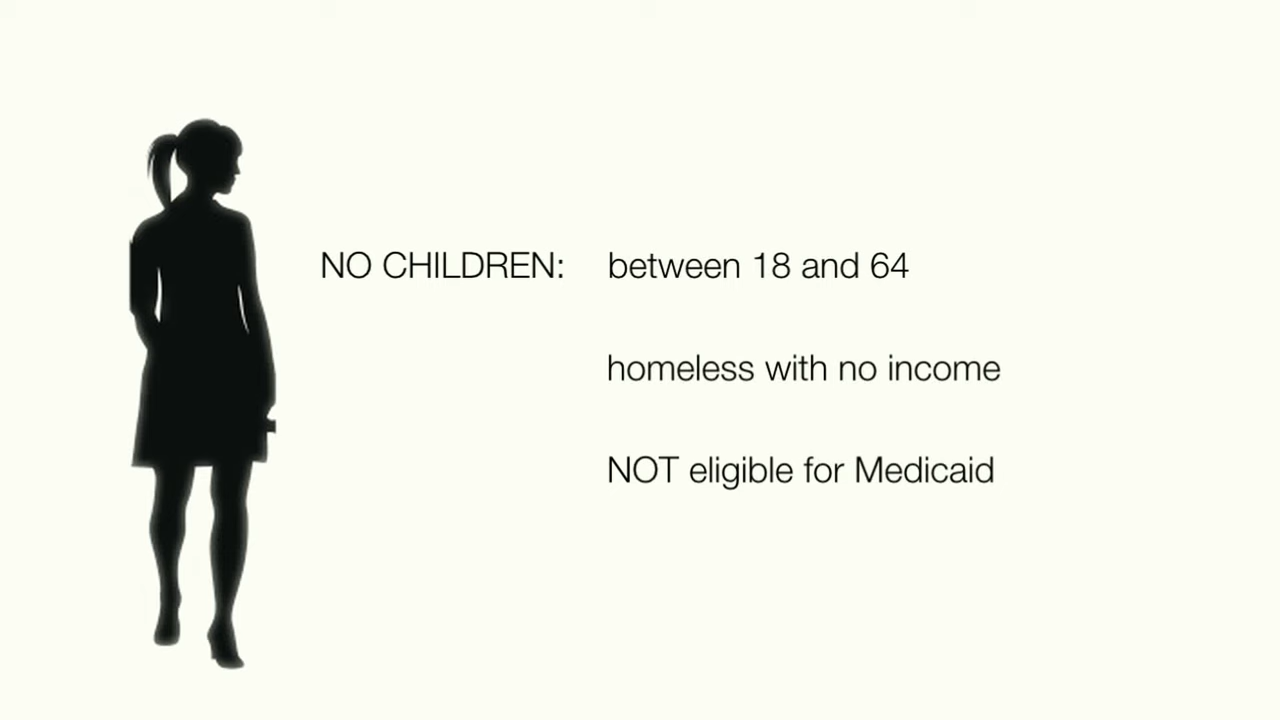 NO CHILDREN: between 18 and 64
homeless with no income
NOT eligible for Medicaid